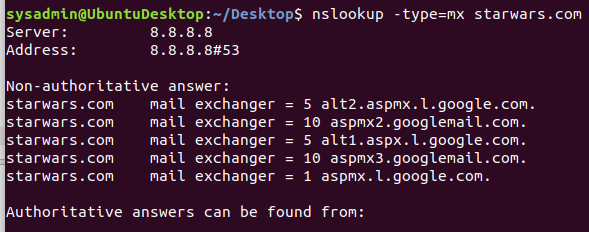 sysadmin@UbuntuDesktop:~/Desktop$ nslookup -type=mx starwars.com
Server: 8.8.8.8
Address: 8.8.8.8#53
Non-authoritative answer:
starwars.com mail exchanger = 5 alt2.aspmx.l.google.com.
starwars.com mail exchanger = 10 aspmx2.googlemail.com.
starwars.com mail exchanger = 5 alt1.aspx.l.google.com.
starwars.com mail exchanger = 10 aspmx3.googlemail.com.
starwars.com mail exchanger = 1 aspmx.l.google.com.
Authoritative answers can be found from: